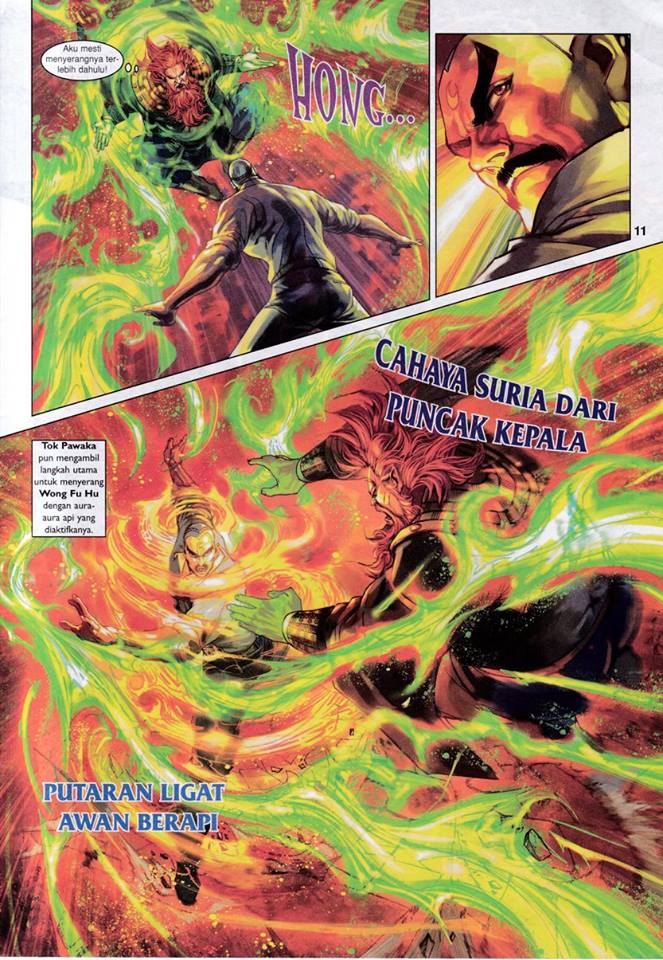 Aku mesti
menyerangnya ter-
lebih dahulu!
HONG...
11
CAHAYA SURIA DARI
PUNCAK KEPALA
Tok Pawaka
pun mengambil
langkah utama
untuk menyerang
Wong Fu Hu
dengan aura-
aura api yang
diaktifkanya.
PUTARAN LIGAT
AWAN BERAPI